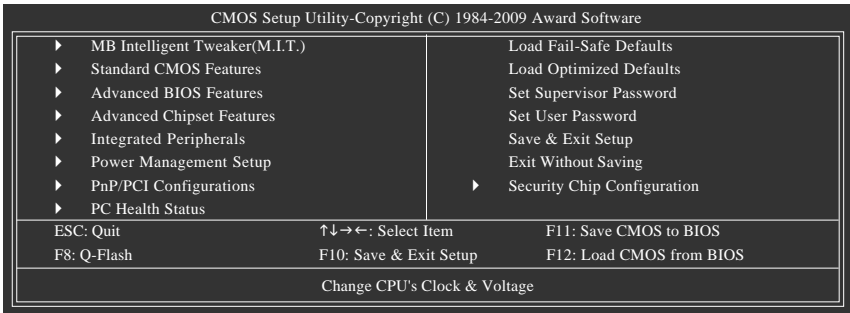 CMOS Setup Utility-Copyright (C) 1984-2009 Award Software
MB Intelligent Tweaker(M.I.T.)
Standard CMOS Features
Advanced BIOS Features
Advanced Chipset Features
Integrated Peripherals
Power Management Setup
PnP/PCI Configurations
PC Health Status
Load Fail-Safe Defaults
Load Optimized Defaults
Set Supervisor Password
Set User Password
Save & Exit Setup
Exit Without Saving
Security Chip Configuration
ESC: Quit ↑↓→←: Select Item F11: Save CMOS to BIOS
F8: Q-Flash F10: Save & Exit Setup F12: Load CMOS from BIOS
Change CPU's Clock & Voltage